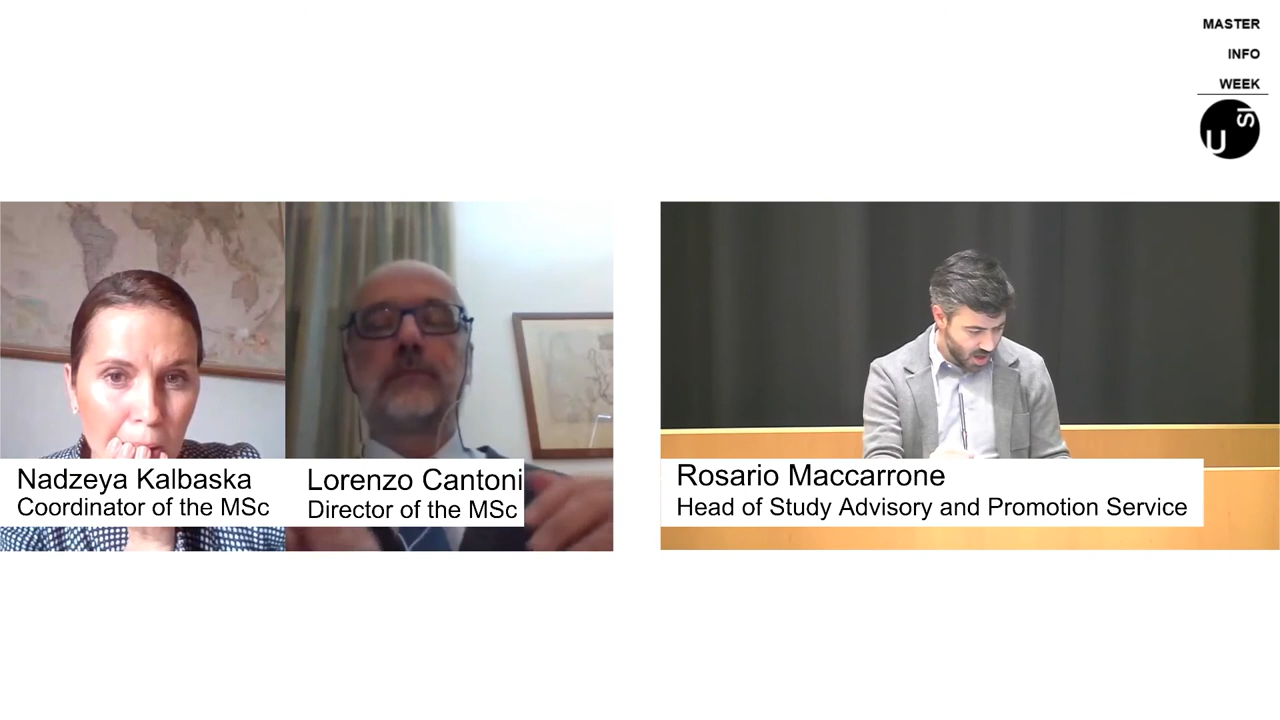 MASTER
INFO
WEEK
U
SI
Nadzeya Kalbaska
Coordinator of the MSc
Lorenzo Cantoni
Director of the MSc
Rosario Maccarrone
Head of Study Advisory and Promotion Service